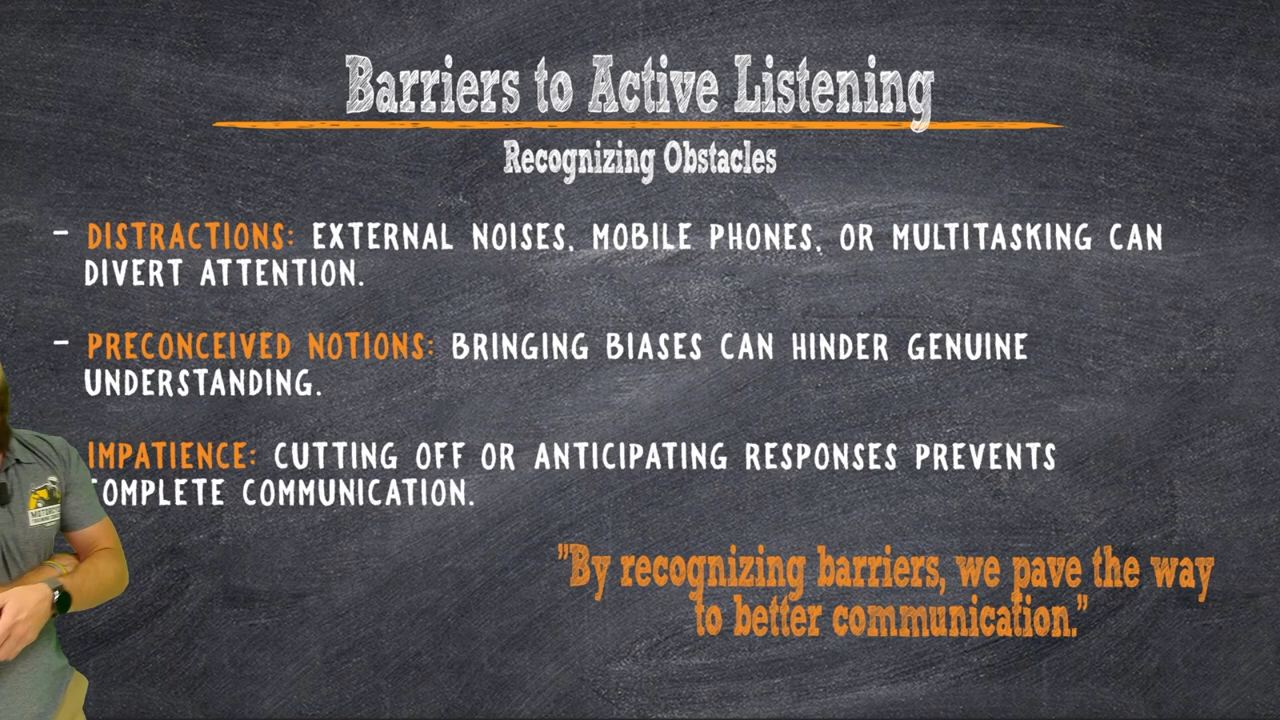 Barriers to Active Listening
Recognizing Obstacles
- DISTRACTIONS: EXTERNAL NOISES, MOBILE PHONES, OR MULTITASKING CAN
DIVERT ATTENTION.
- PRECONCEIVED NOTIONS: BRINGING BIASES CAN HINDER GENUINE
UNDERSTANDING.
IMPATIENCE: CUTTING OFF OR ANTICIPATING RESPONSES PREVENTS
COMPLETE COMMUNICATION.
"By recognizing barriers, we pave the way
to better communication."